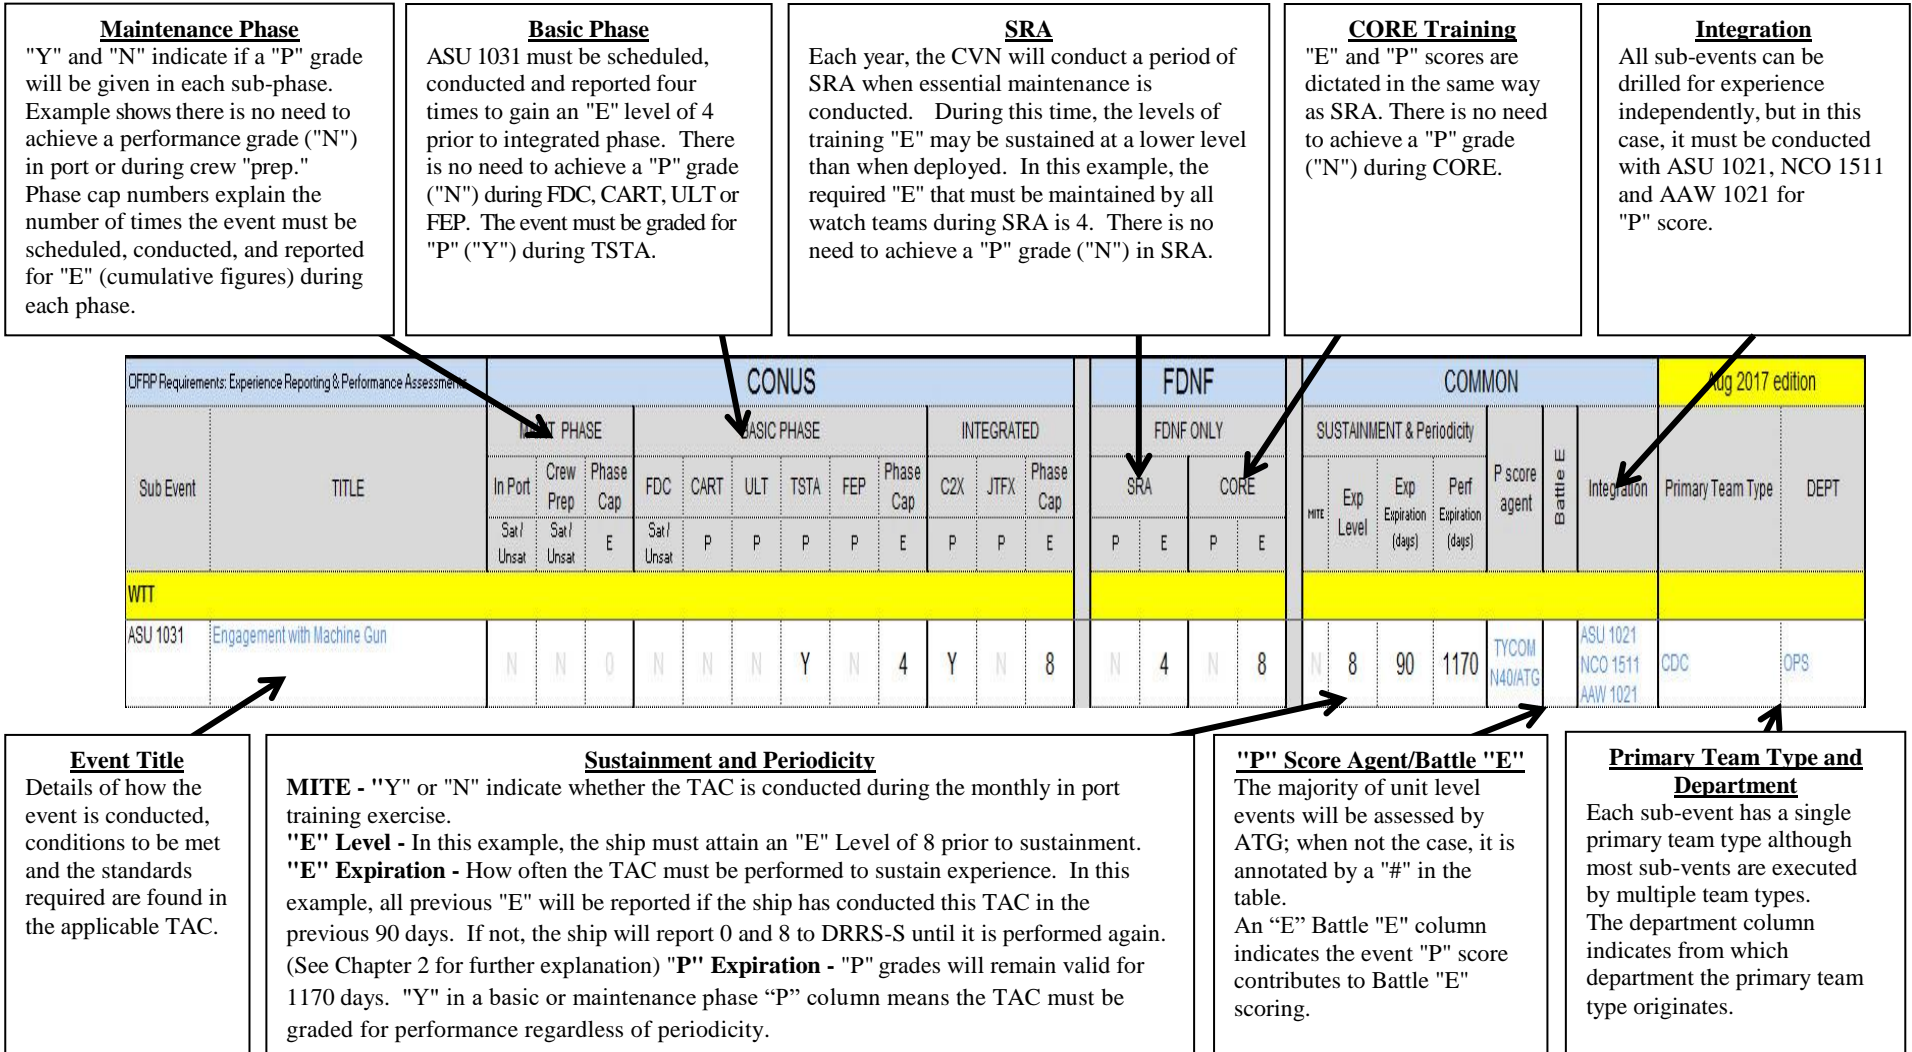 Maintenance Phase
"Y" and "N" indicate if a "P" grade
will be given in each sub-phase.
Example shows there is no need to
achieve a performance grade ("N")
in port or during crew "prep."
Phase cap numbers explain the
number of times the event must be
scheduled, conducted, and reported
for "E" (cumulative figures) during
each phase.
Basic Phase
ASU 1031 must be scheduled,
conducted and reported four
times to gain an "E" level of 4
prior to integrated phase. There
is no need to achieve a "P" grade
("N") during FDC, CART, ULT or
FEP. The event must be graded for
"P" ("Y") during TSTA.
SRA
Each year, the CVN will conduct a period of
SRA when essential maintenance is
conducted. During this time, the levels of
training "E" may be sustained at a lower level
than when deployed. In this example, the
required "E" that must be maintained by all
watch teams during SRA is 4. There is no
need to achieve a "P" grade ("N") in SRA.
CORE Training
"E" and "P" scores are
dictated in the same way
as SRA. There is no need
to achieve a "P" grade
("N") during CORE.
Integration
All sub-events can be
drilled for experience
independently, but in this
case, it must be conducted
with ASU 1021, NCO 1511
and AAW 1021 for
"P" score.
OFRP Requirements: Experience Reporting & Performance Assessments
CONUS
FDNF
COMMON
Aug 2017 edition
Sub Event
TITLE
PHASE
BASIC PHASE
INTEGRATED
FDNF ONLY
SUSTAINMENT & Periodicity
P score
agent
Battle E
Integration
Primary Team Type
DEPT
In Port
Crew
Prep
Phase
Cap
FDC
CART
ULT
TSTA
FEP
Phase
Cap
C2X
JTFX
Phase
Cap
SRA
CORE
MITE
Exp
Level
Exp
Expiration
(days)
Perf
Expiration
(days)
Sat /
Unsat
Sat /
Unsat
E
Sat /
Unsat
P
P
P
P
E
P
P
E
P
E
P
E
WTT
ASU 1031
Engagement with Machine Gun
N
N
0
N
N
N
Y
N
4
Y
N
8
N
4
N
8
N
8
90
1170
TYCOM
N40/ATG
ASU 1021
NCO 1511
AAW 1021
CDC
OPS
Event Title
Details of how the
event is conducted,
conditions to be met
and the standards
required are found in
the applicable TAC.
Sustainment and Periodicity
MITE - "Y" or "N" indicate whether the TAC is conducted during the monthly in port
training exercise.
"E" Level - In this example, the ship must attain an "E" Level of 8 prior to sustainment.
"E" Expiration - How often the TAC must be performed to sustain experience. In this
example, all previous "E" will be reported if the ship has conducted this TAC in the
previous 90 days. If not, the ship will report 0 and 8 to DRRS-S until it is performed again.
(See Chapter 2 for further explanation) "P" Expiration - "P" grades will remain valid for
1170 days. "Y" in a basic or maintenance phase “P” column means the TAC must be
graded for performance regardless of periodicity.
"P" Score Agent/Battle "E"
The majority of unit level
events will be assessed by
ATG; when not the case, it is
annotated by a "#" in the
table.
An “E” Battle "E" column
indicates the event "P" score
contributes to Battle "E"
scoring.
Primary Team Type and
Department
Each sub-event has a single
primary team type although
most sub-vents are executed
by multiple team types.
The department column
indicates from which
department the primary team
type originates.